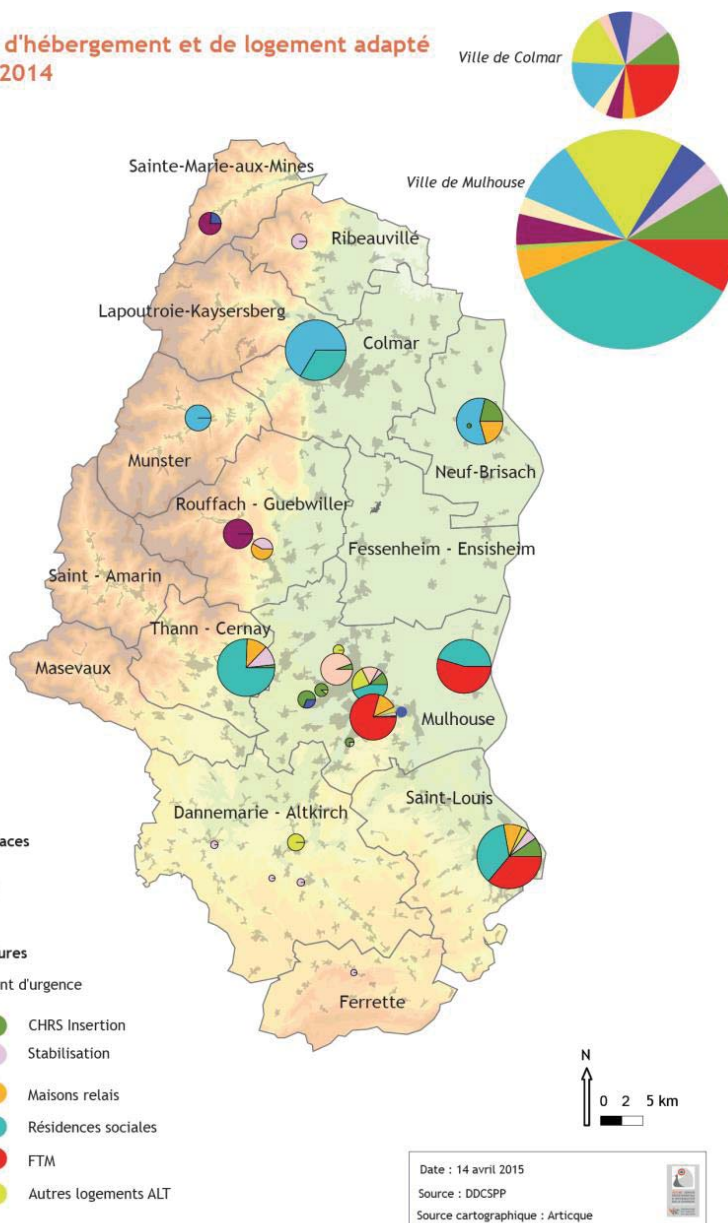 d'hébergement et de logement adapté
2014
Ville de Colmar
Ville de Mulhouse
Sainte-Marie-aux-Mines
Ribeauvillé
Lapoutroie-Kaysersberg
Colmar
Munster
Neuf-Brisach
Rouffach - Guebwiller
Fessenheim - Ensisheim
Saint - Amarin
Thann - Cernay
Masevaux
Mulhouse
Saint-Louis
Dannemarie - Altkirch
Ferrette
aces
ures
nt d'urgence
CHRS Insertion
Stabilisation
Maisons relais
Résidences sociales
FTM
Autres logements ALT
N
0 2 5 km
Date : 14 avril 2015
Source : DDCSPP
Source cartographique : Articque